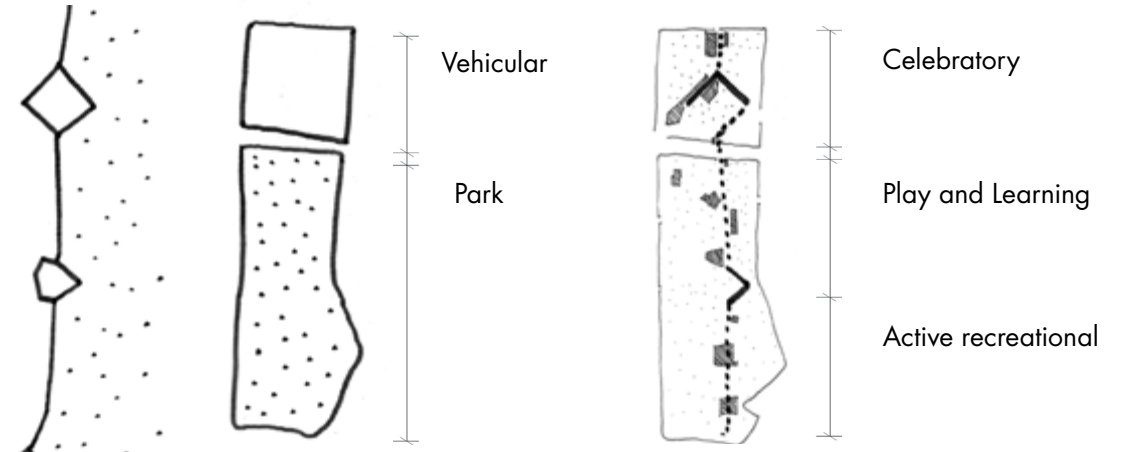 Vehicular
Park
Celebratory
Play and Learning
Active recreational